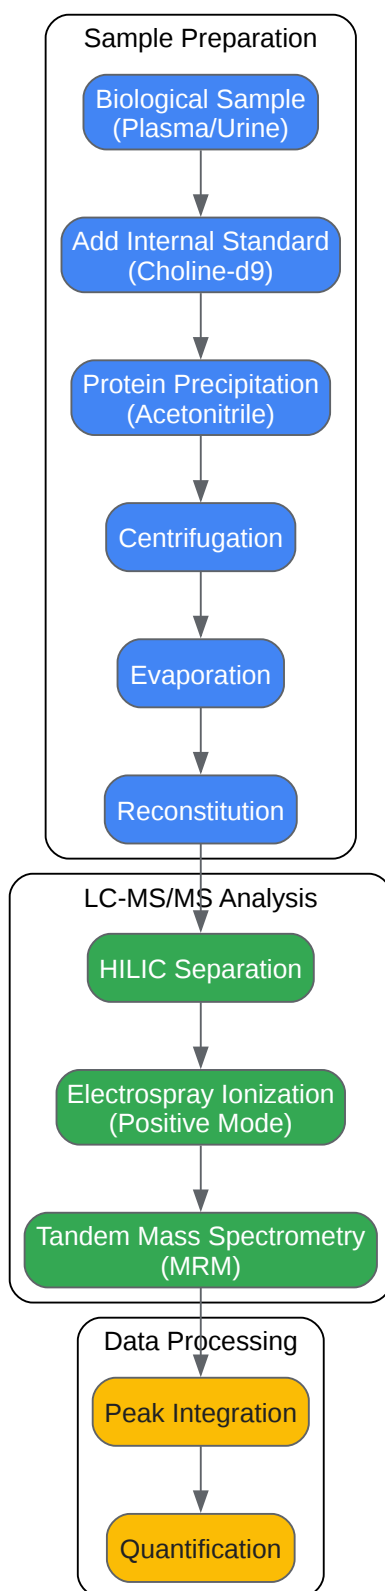 Sample Preparation
Biological Sample
(Plasma/Urine)
Add Internal Standard
(Choline-d9)
Protein Precipitation
(Acetonitrile)
Centrifugation
Evaporation
Reconstitution
LC-MS/MS Analysis
HILIC Separation
Electrospray Ionization
(Positive Mode)
Tandem Mass Spectrometry
(MRM)
Data Processing
Peak Integration
Quantification